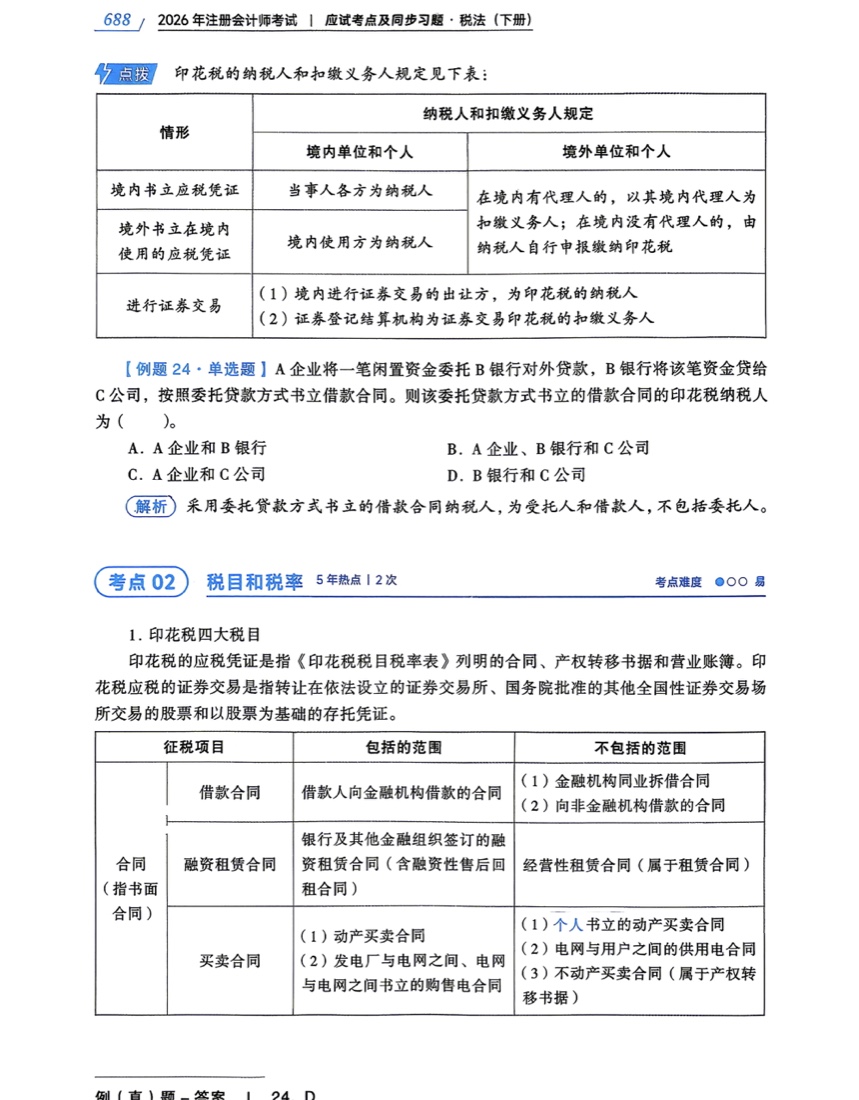 688 2026年注册会计师考试 | 应试考点及同步习题·税法（下册）
点拨 印花税的纳税人和扣缴义务人规定见下表：
情形
纳税人和扣缴义务人规定
境内单位和个人
境外单位和个人
境内书立应税凭证
当事人各方为纳税人
在境内有代理人的，以其境内代理人为
扣缴义务人；在境内没有代理人的，由
纳税人自行申报缴纳印花税
境外书立在境内
使用的应税凭证
境内使用方为纳税人
进行证券交易
（1）境内进行证券交易的出让方，为印花税的纳税人
（2）证券登记结算机构为证券交易印花税的扣缴义务人
【例题24·单选题】A企业将一笔闲置资金委托B银行对外贷款，B银行将该笔资金贷给
C公司，按照委托贷款方式书立借款合同。则该委托贷款方式书立的借款合同的印花税纳税人
为（ ）。
A. A企业和B银行
B. A企业、B银行和C公司
C. A企业和C公司
D. B银行和C公司
解析 采用委托贷款方式书立的借款合同纳税人，为受托人和借款人，不包括委托人。
考点 02 税目和税率 5年热点 | 2次 考点难度 易
1. 印花税四大税目
印花税的应税凭证是指《印花税税目税率表》列明的合同、产权转移书据和营业账簿。印
花税应税的证券交易是指转让在依法设立的证券交易所、国务院批准的其他全国性证券交易场
所交易的股票和以股票为基础的存托凭证。
征税项目
包括的范围
不包括的范围
合同
（指书面
合同）
借款合同
借款人向金融机构借款的合同
（1）金融机构同业拆借合同
（2）向非金融机构借款的合同
融资租赁合同
银行及其他金融组织签订的融
资租赁合同（含融资性售后回
租合同）
经营性租赁合同（属于租赁合同）
买卖合同
（1）动产买卖合同
（2）发电厂与电网之间、电网
与电网之间书立的购售电合同
（1）个人书立的动产买卖合同
（2）电网与用户之间的供用电合同
（3）不动产买卖合同（属于产权转
移书据）
例（真）题-答案 | 24 D